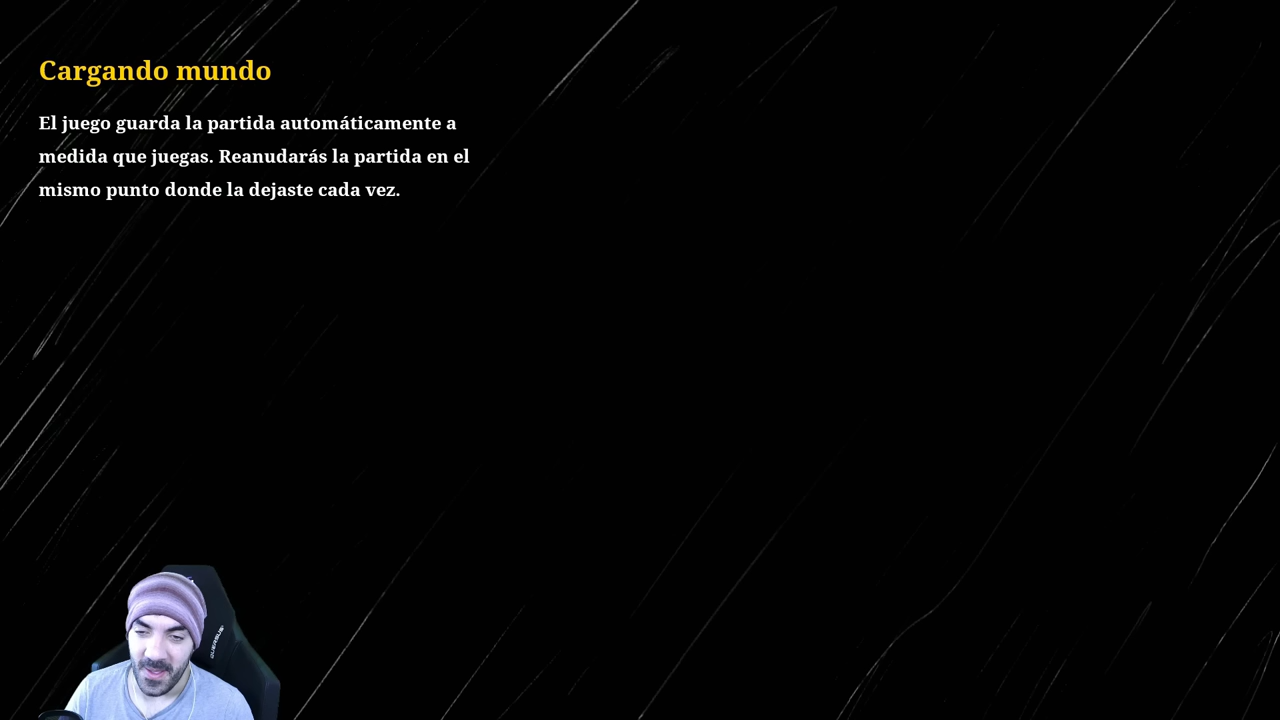 Cargando mundo
El juego guarda la partida automáticamente a
medida que juegas. Reanudarás la partida en el
mismo punto donde la dejaste cada vez.